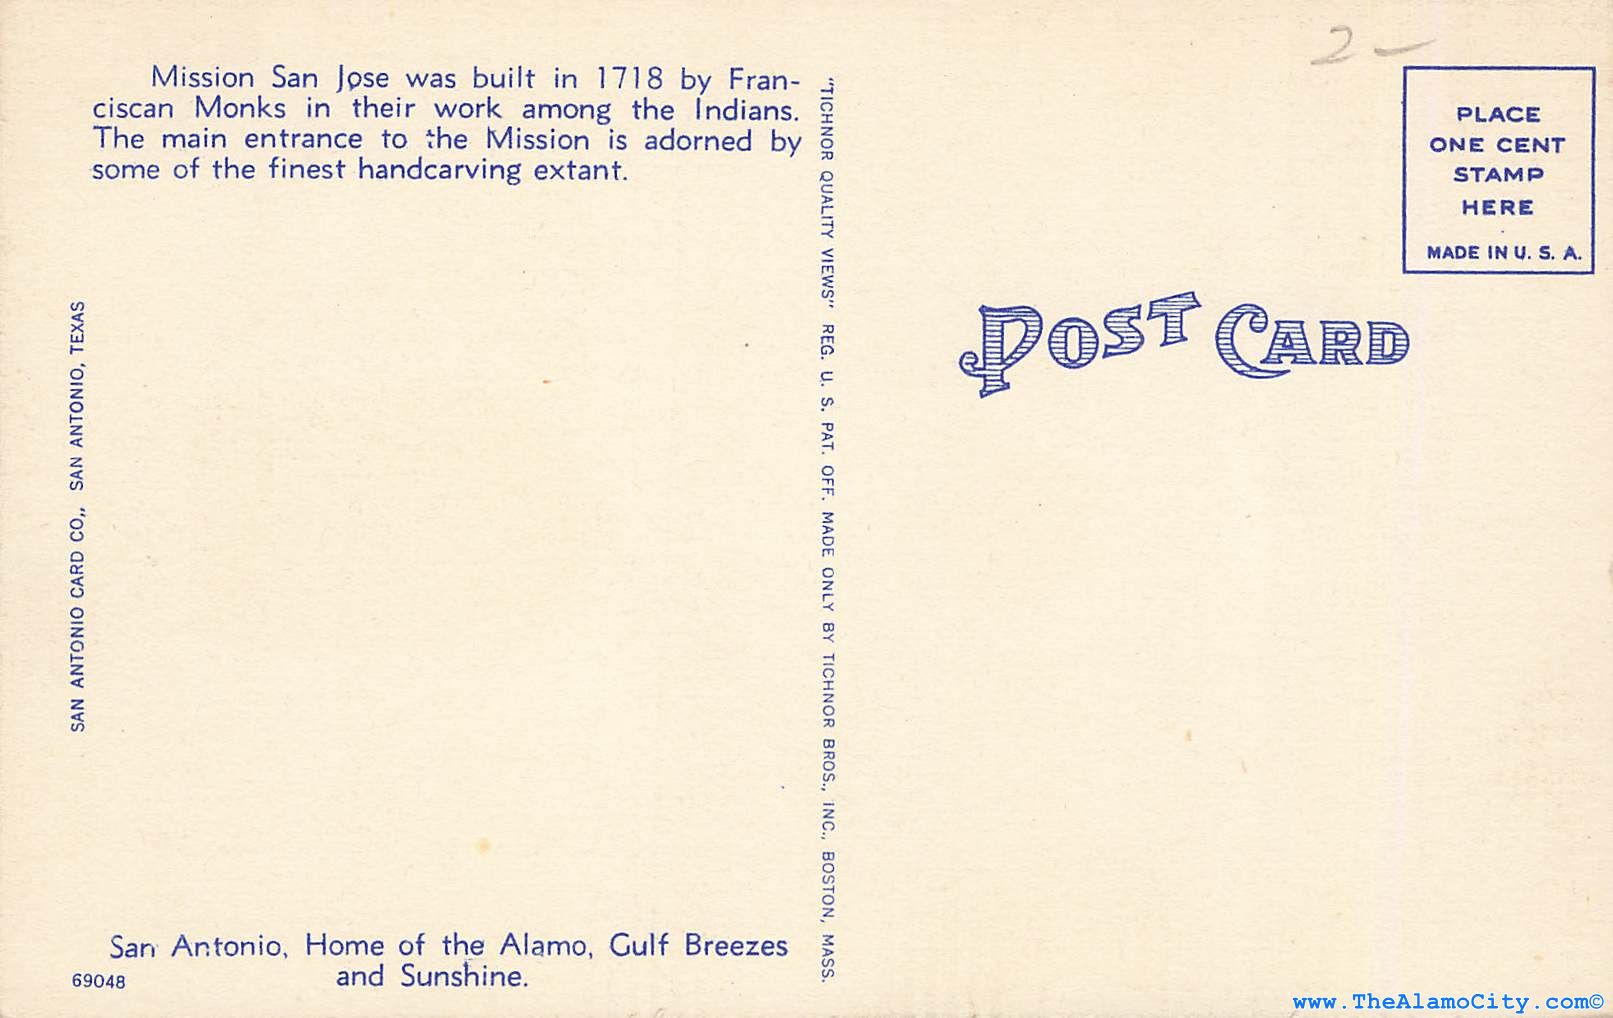 Mission San Jose was built in 1718 by Fran-
ciscan Monks in their work among the Indians.
The main entrance to the Mission is adorned by
some of the finest handcarving extant.
SAN ANTONIO CARD CO., SAN ANTONIO, TEXAS
San Antonio, Home of the Alamo, Gulf Breezes
and Sunshine.
69048
"TICHNOR QUALITY VIEWS" REG. U. S. PAT. OFF. MADE ONLY BY TICHNOR BROS., INC., BOSTON, MASS.
2 -
PLACE
ONE CENT
STAMP
HERE
MADE IN U. S. A.
POST CARD
www.TheAlamoCity.com©